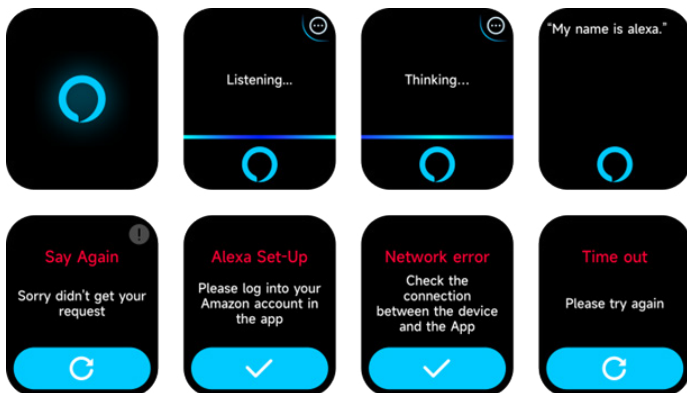 Listening...
Thinking...
“My name is alexa.”
Say Again
Sorry didn't get your
request
Alexa Set-Up
Please log into your
Amazon account in
the app
Network error
Check the
connection
between the device
and the App
Time out
Please try again